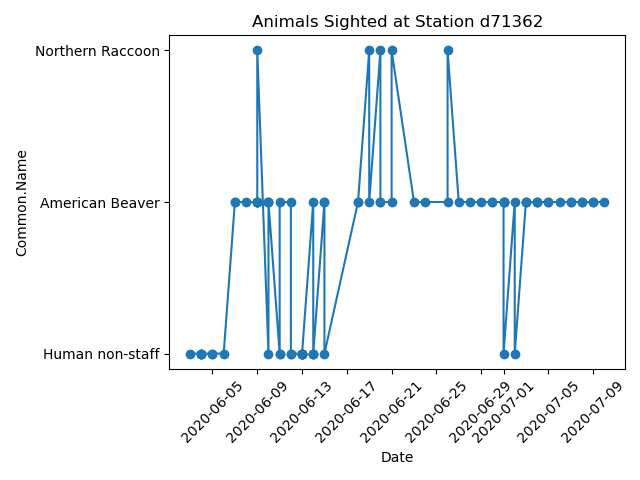 Animals Sighted at Station d71362
Northern Raccoon
American Beaver
Human non-staff
Common.Name
2020-06-05
2020-06-09
2020-06-13
2020-06-17
2020-06-21
2020-06-25
2020-06-29
2020-07-01
2020-07-05
2020-07-09
Date